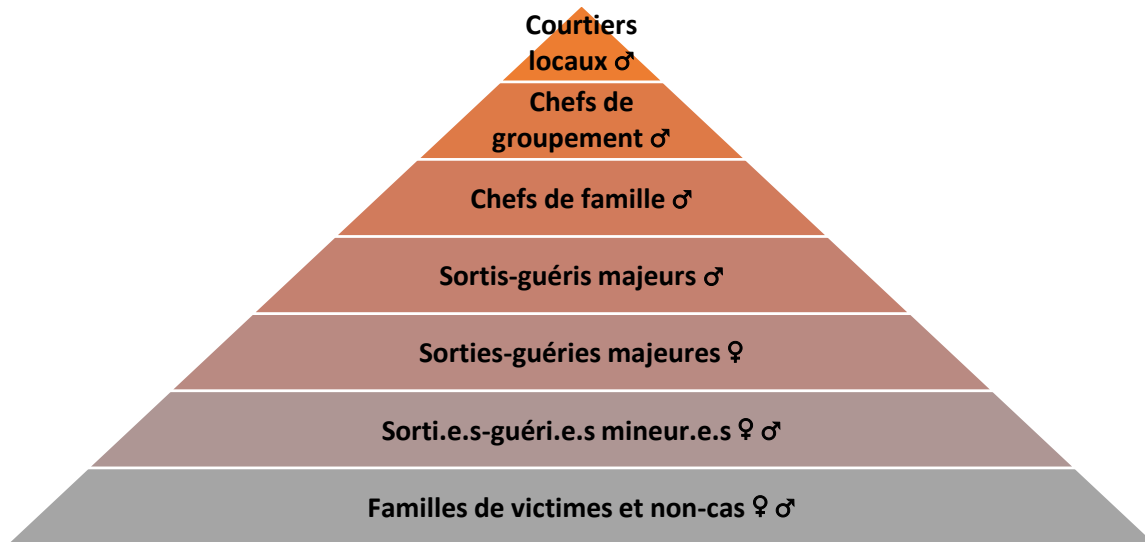 Courtiers
locaux ♂
Chefs de
groupement ♂
Chefs de famille ♂
Sortis-guéris majeurs ♂
Sorties-guéries majeures ♀
Sorti.e.s-guéri.e.s mineur.e.s ♀ ♂
Familles de victimes et non-cas ♀ ♂